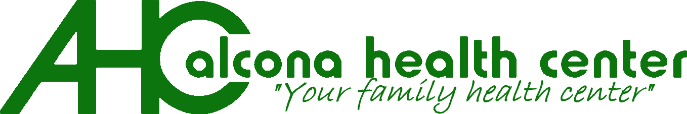 AHC alcona health center
"Your family health center"